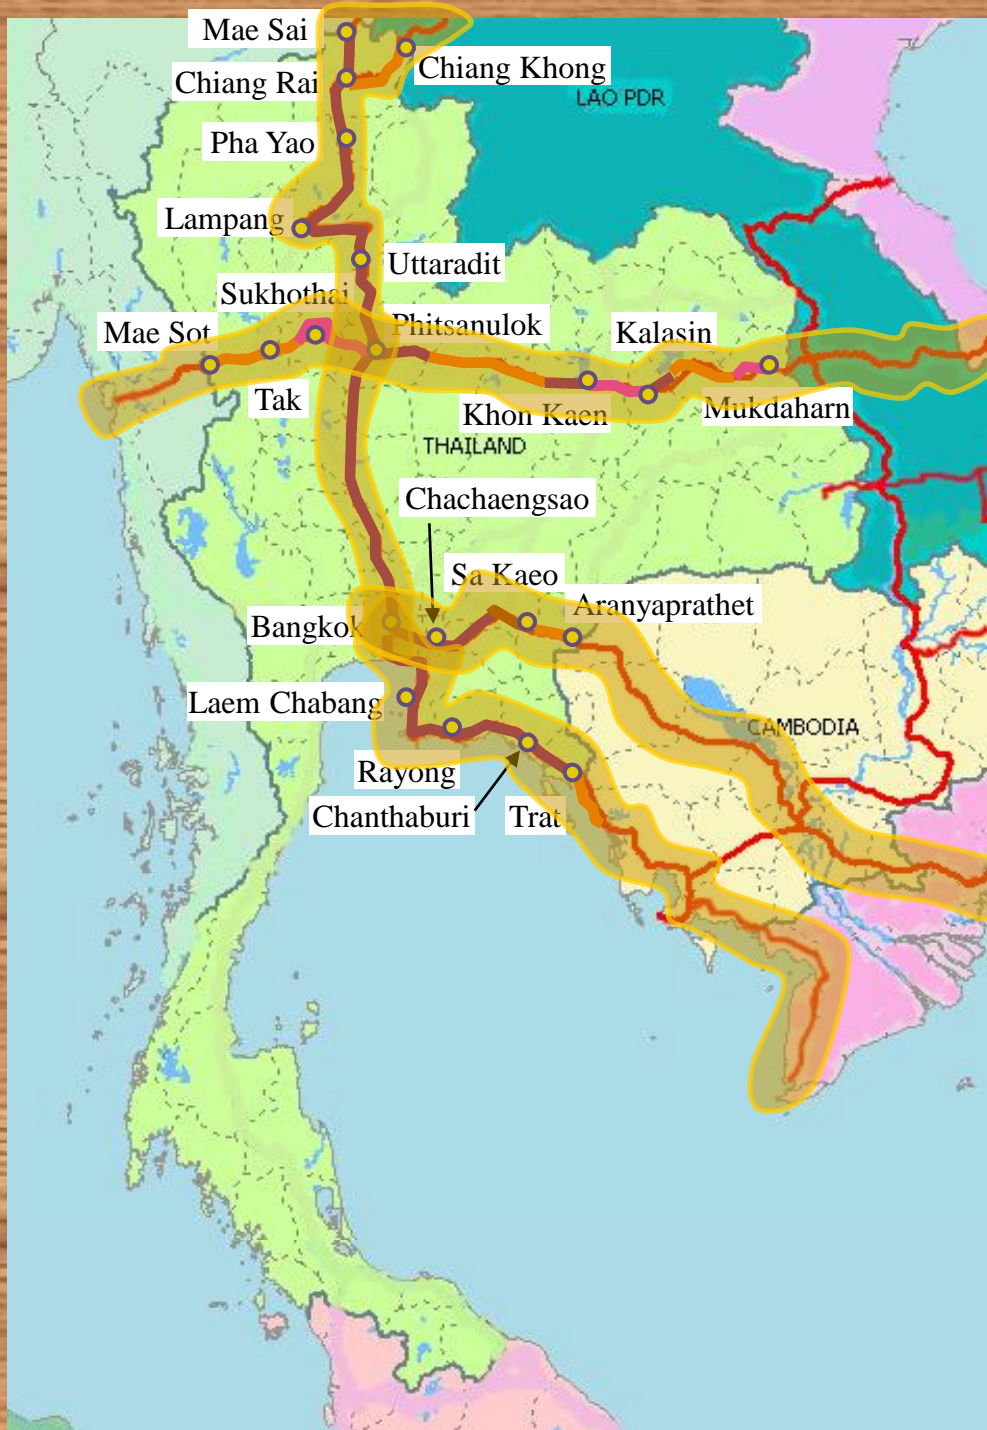 Mae Sai
Chiang Khong
Chiang Rai
LAO PDR
Pha Yao
Lampang
Uttaradit
Sukhothai
Mae Sot
Phitsanulok
Kalasin
Tak
Khon Kaen
Mukdaharn
THAILAND
Chachaengsao
Sa Kaeo
Aranyaprathet
Bangkok
Laem Chabang
CAMBODIA
Rayong
Chanthaburi
Trat